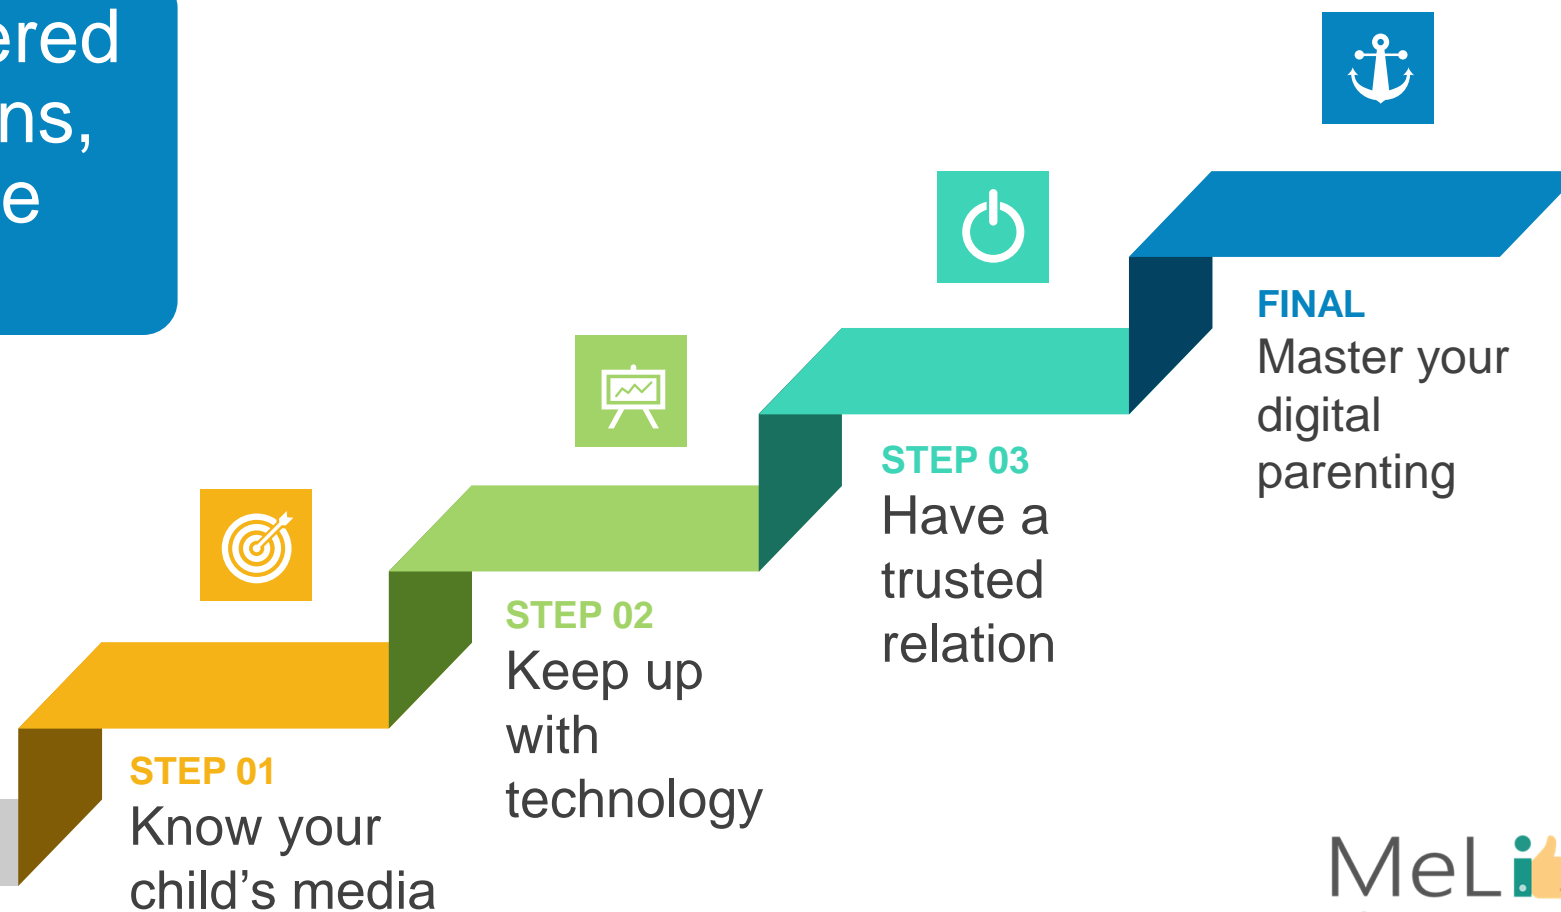 ered
ns,
e
FINAL
Master your
digital
parenting
STEP 03
Have a
trusted
relation
STEP 02
Keep up
with
technology
STEP 01
Know your
child’s media
MeLi